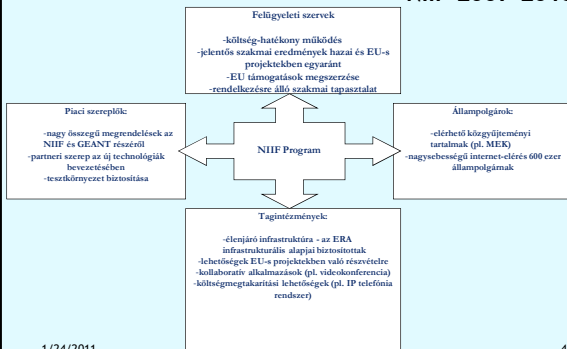 Felügyeleti szervek
-költség-hatékony működés
-jelentős szakmai eredmények hazai és EU-s
projektekben egyaránt
-EU támogatások megszerzése
-rendelkezésre álló szakmai tapasztalat
Piaci szereplők:
-nagy összegű megrendelések az
NIIF és GEANT részéről
-partneri szerep az új technológiák
bevezetésében
-tesztkörnyezet biztosítása
NIIF Program
Állampolgárok:
-elérhető közgyűjteményi
tartalmak (pl. MEK)
-nagysebességű internet-elérés 600 ezer
állampolgárnak
Tagintézmények:
-élenjáró infrastruktúra - az ERA
infrastrukturális alapjai biztosítottak
-lehetőségek EU-s projektekben való részvételre
-kollaboratív alkalmazások (pl. videokonferencia)
-költségmegtakarítási lehetőségek (pl. IP telefónia
rendszer)
1/24/2011
4